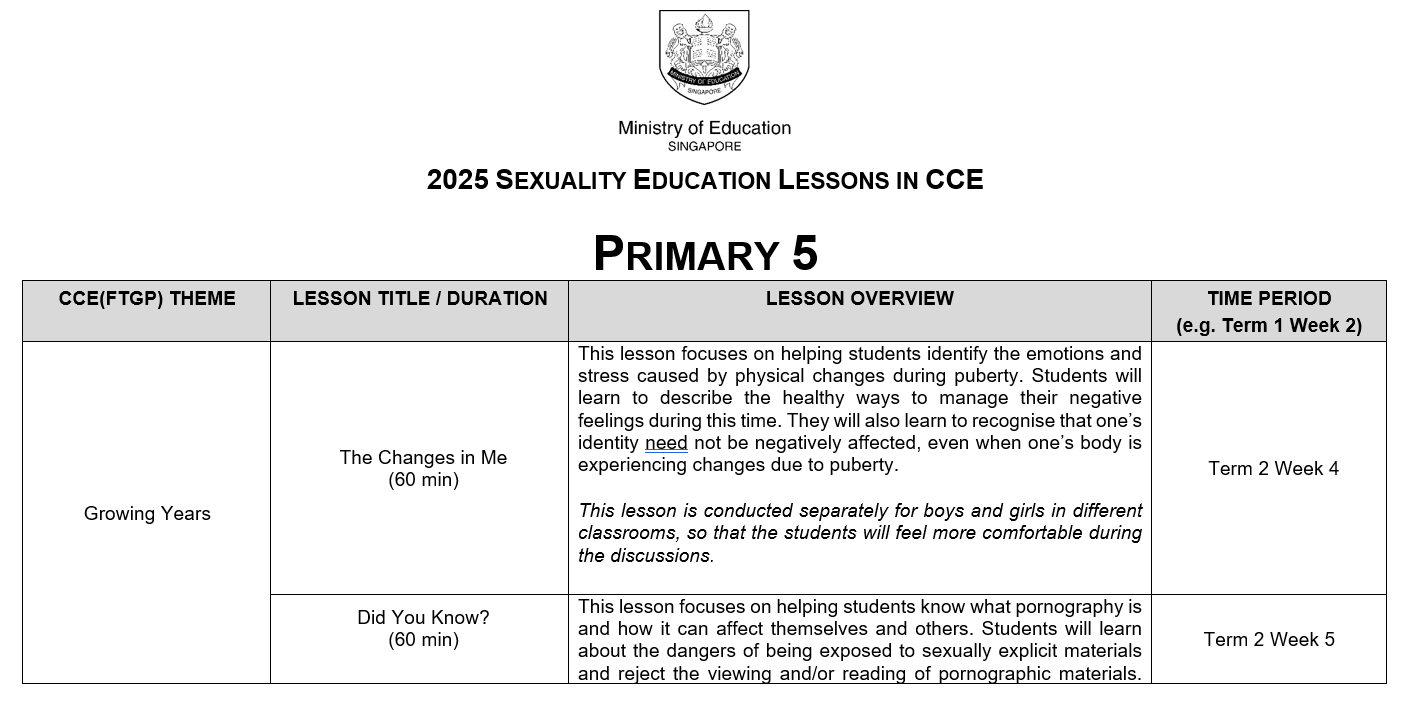 MINISTRY OF EDUCATION
SINGAPORE
Ministry of Education
SINGAPORE
2025 SEXUALITY EDUCATION LESSONS IN CCE
PRIMARY 5
CCE(FTGP) THEME
LESSON TITLE / DURATION
LESSON OVERVIEW
TIME PERIOD
(e.g. Term 1 Week 2)
Growing Years
The Changes in Me
(60 min)
This lesson focuses on helping students identify the emotions and
stress caused by physical changes during puberty. Students will
learn to describe the healthy ways to manage their negative
feelings during this time. They will also learn to recognise that one’s
identity need not be negatively affected, even when one’s body is
experiencing changes due to puberty.
This lesson is conducted separately for boys and girls in different
classrooms, so that the students will feel more comfortable during
the discussions.
Term 2 Week 4
Did You Know?
(60 min)
This lesson focuses on helping students know what pornography is
and how it can affect themselves and others. Students will learn
about the dangers of being exposed to sexually explicit materials
and reject the viewing and/or reading of pornographic materials.
Term 2 Week 5